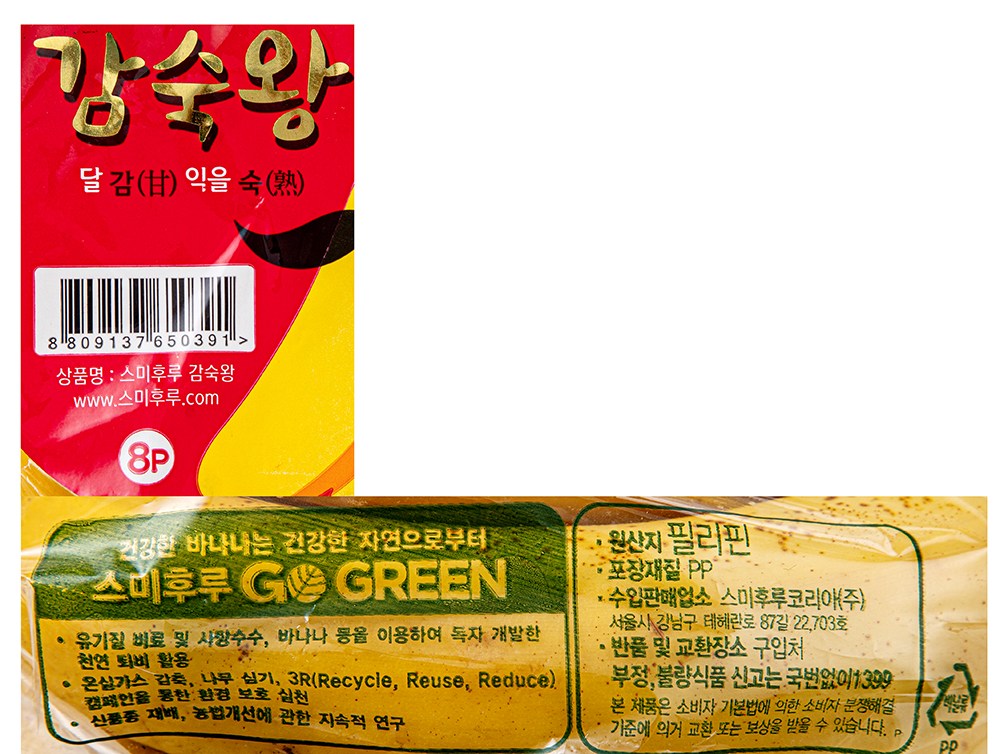 감숙왕
달 감(甘) 익을 숙(熟)
8 809137 650391 >
상품명 : 스미후루 감숙왕
www.스미후루.com
8P
건강한 바나나는 건강한 자연으로부터
스미후루 GO GREEN
• 유기질 비료 및 사탕수수, 바나나 통을 이용하여 독자 개발한
천연 퇴비 활용
• 온실가스 감축, 나무 심기, 3R(Recycle, Reuse, Reduce)
캠페인을 통한 환경 보호 실천
• 신품종 재배, 농법개선에 관한 지속적 연구
· 원산지 필리핀
· 포장재질 PP
· 수입판매업소 스미후루코리아(주)
서울시 강남구 테헤란로 87길 22,703호
· 반품 및 교환장소 구입처
부정,불량식품 신고는 국번없이1399
본 제품은 소비자 기본법에 의한 소비자 분쟁해결
기준에 의거 교환 또는 보상을 받을 수 있습니다. P
PP